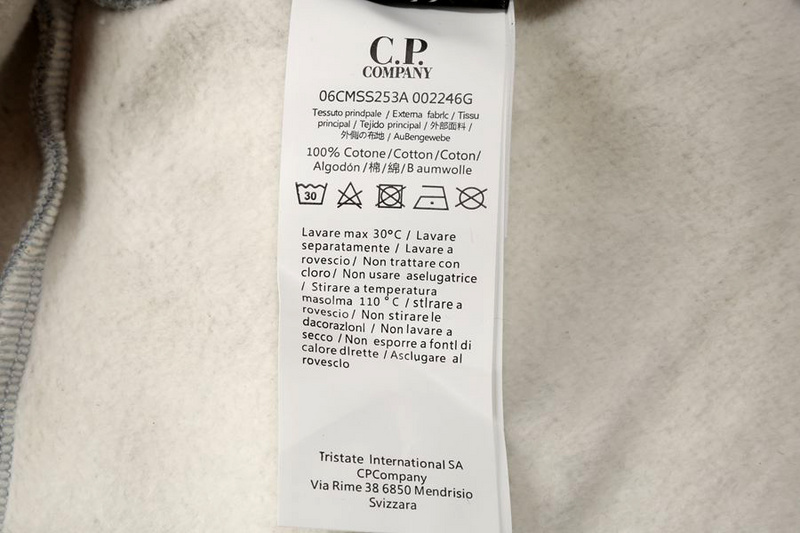 C.P.
COMPANY
06CMSS253A 002246G
Tessuto prindpale / Externa fabrlc / Tissu
principal / Tejido principal / 外部面料 /
外側の布地 / AuBengewebe
100% Cotone/Cotton/Coton/
Algodón /棉/綿/B aumwolle
30
Lavare max 30°C / Lavare
separatamente / Lavare a
rovescio/ Non trattare con
cloro/ Non usare aselugatrice
/ Stirare a temperatura
masolma 110 °C / stlrare a
rovescio/ Non stirare le
dacorazlonl / Non lavare a
secco /Non esporre a fontl di
calore dlrette /Asclugare al
rovesclo
Tristate International SA
CPCompany
Via Rime 38 6850 Mendrisio
Svizzara